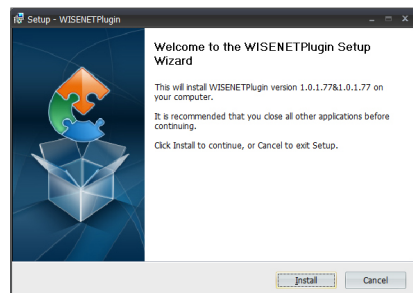 Setup - WISENETPlugin
Welcome to the WISENETPlugin Setup
Wizard
This will install WISENETPlugin version 1.0.1.77&1.0.1.77 on
your computer.
It is recommended that you close all other applications before
continuing.
Click Install to continue, or Cancel to exit Setup.
Install Cancel